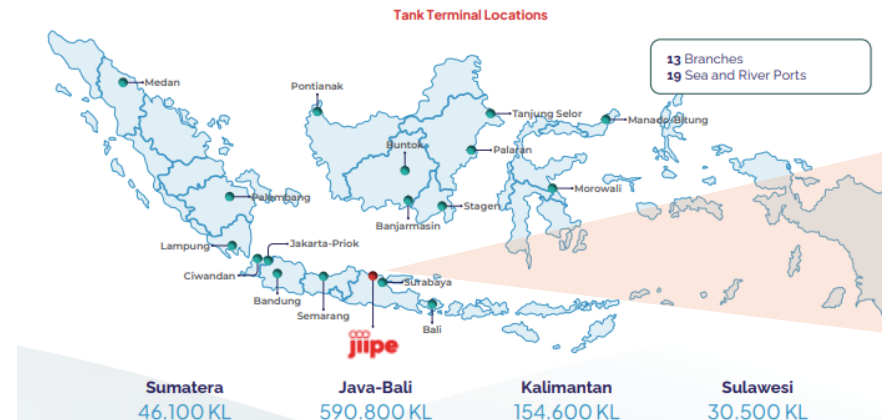 Tank Terminal Locations
13 Branches
19 Sea and River Ports
Medan
Pontianak
Tanjung Selor
Manado-Bitung
Buntok
Palaran
Morowali
Palembang
Stagen
Banjarmasin
Lampung
Jakarta-Priok
Ciwandan
Surabaya
Bandung
Semarang
Bali
jiipe
Sumatera
Java-Bali
Kalimantan
Sulawesi
46.100 KL
590.800 KL
154.600 KL
30.500 KL